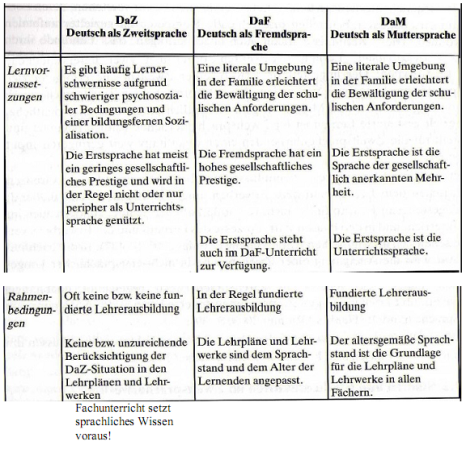 DaZ
Deutsch als Zweitsprache
DaF
Deutsch als Fremdspra-
che
DaM
Deutsch als Muttersprache
Lernvor-
ausset-
zungen
Es gibt häufig Lerner-
schwernisse aufgrund
schwieriger psychosozia-
ler Bedingungen und
einer bildungsfernen Sozi-
alisation.
Eine literale Umgebung
in der Familie erleichtert
die Bewältigung der schu-
lischen Anforderungen.
Eine literale Umgebung
in der Familie erleichtert
die Bewältigung der schu-
lischen Anforderungen.
Die Erstsprache hat meist
ein geringes gesellschaftli-
ches Prestige und wird in
der Regel nicht oder nur
peripher als Unterrichts-
sprache genützt.
Die Fremdsprache hat ein
hohes gesellschaftliches
Prestige.
Die Erstsprache ist die
Sprache der gesellschaft-
lich anerkannten Mehr-
heit.
Die Erstsprache steht
auch im DaF-Unterricht
zur Verfügung.
Die Erstsprache ist die
Unterrichtssprache.
Rahmen-
bedingun-
gen
Oft keine bzw. keine fun-
dierte Lehrerausbildung
In der Regel fundierte
Lehrerausbildung
Fundierte Lehreraus-
bildung
Keine bzw. unzureichende
Berücksichtigung der
DaZ-Situation in den
Lehrplänen und Lehr-
werken
Die Lehrpläne und Lehr-
werke sind dem Sprach-
stand und dem Alter der
Lernenden angepasst.
Der altersgemäße Sprach-
stand ist die Grundlage
für die Lehrpläne und
Lehrwerke in allen
Fächern.
Fachunterricht setzt
sprachliches Wissen
voraus!